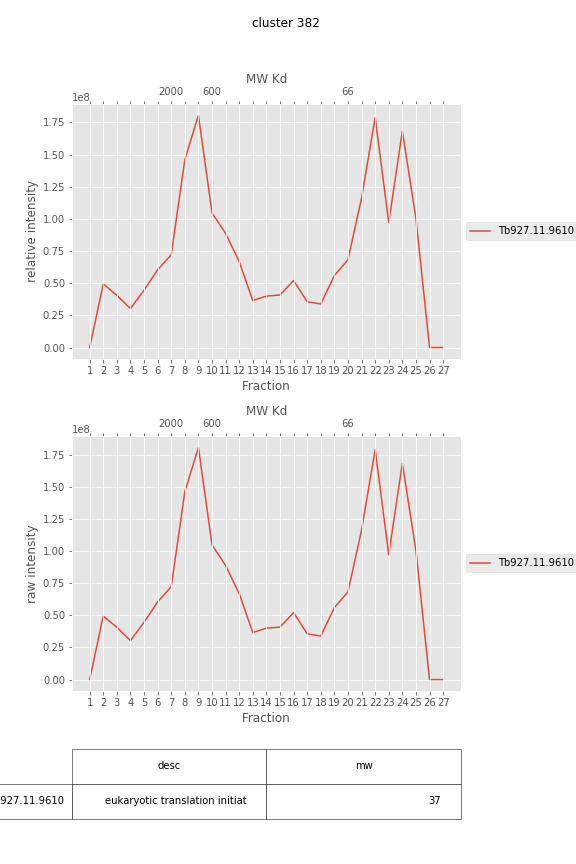 cluster 382
MW Kd
2000 600 66
1e8
1.75
1.50
1.25
1.00
0.75
0.50
0.25
0.00
relative intensity
Tb927.11.9610
1 2 3 4 5 6 7 8 9 10 11 12 13 14 15 16 17 18 19 20 21 22 23 24 25 26 27
Fraction
MW Kd
2000 600 66
1e8
1.75
1.50
1.25
1.00
0.75
0.50
0.25
0.00
raw intensity
Tb927.11.9610
1 2 3 4 5 6 7 8 9 10 11 12 13 14 15 16 17 18 19 20 21 22 23 24 25 26 27
Fraction
desc mw
927.11.9610 eukaryotic translation initiat 37